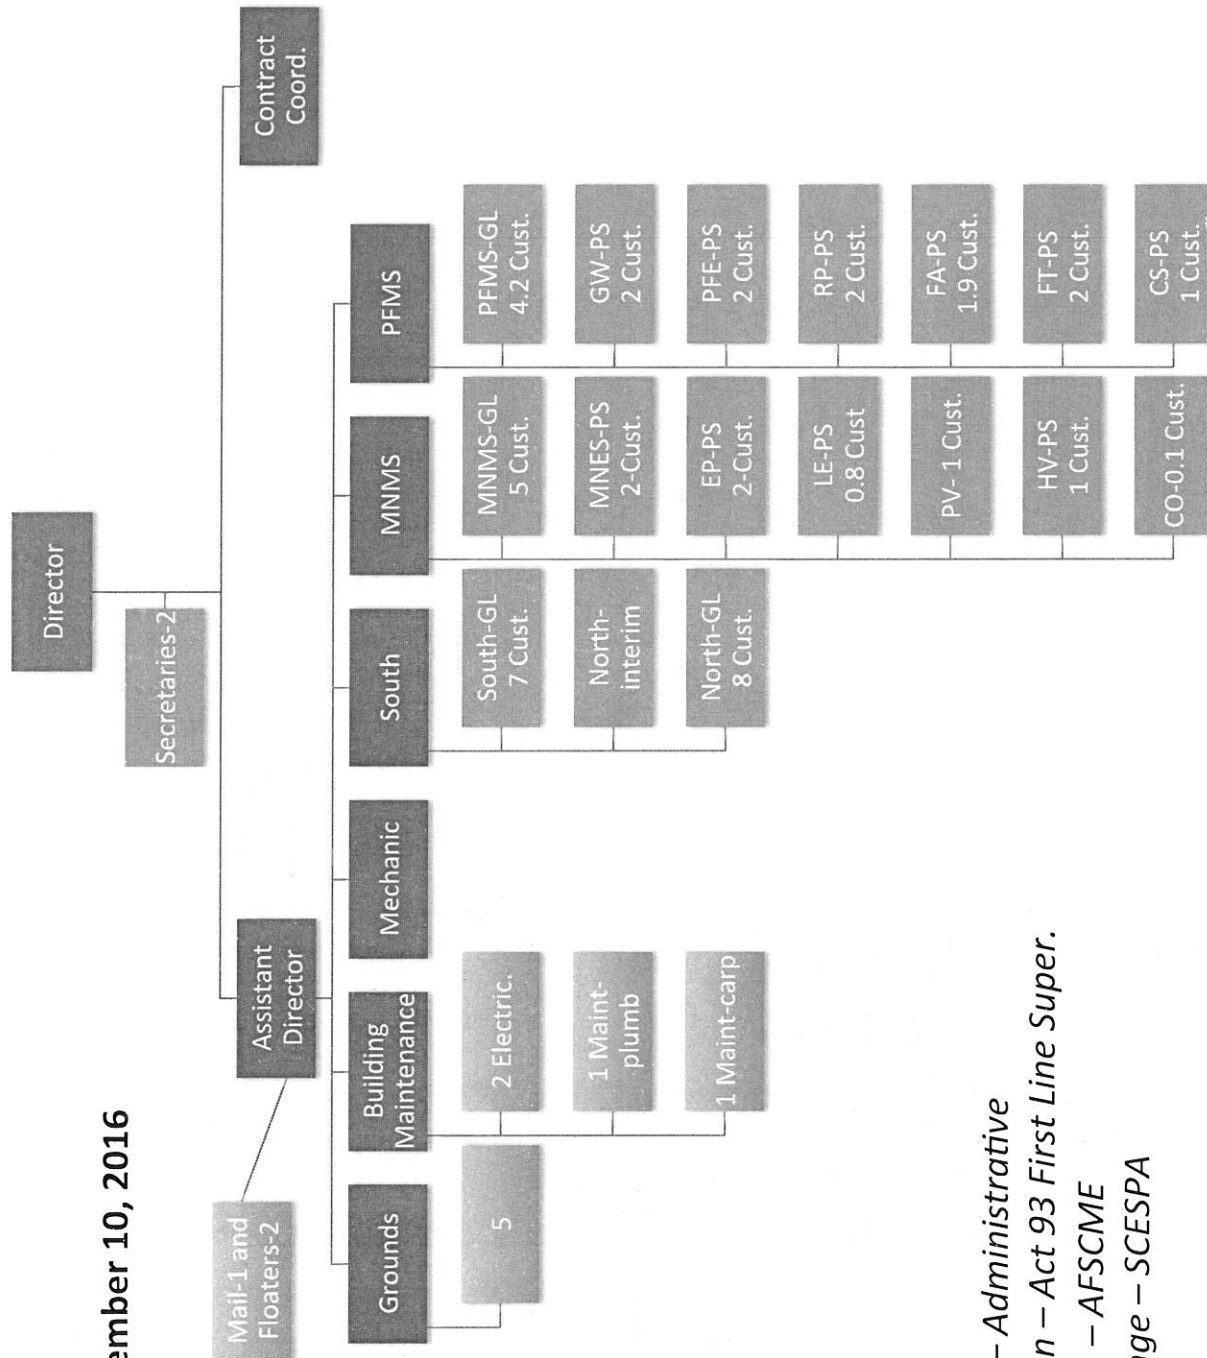 ember 10, 2016
Director
Secretaries-2
Contract
Coord.
Assistant
Director
Mail-1 and
Floaters-2
Grounds
Building
Maintenance
Mechanic
South
MNMS
PFMS
5
2 Electric.
1 Maint-
plumb
1 Maint-carp
South-GL
7 Cust.
North-
interim
North-GL
8 Cust.
MNMS-GL
5 Cust.
MNES-PS
2-Cust.
EP-PS
2-Cust.
LE-PS
0.8 Cust
PV- 1 Cust.
HV-PS
1 Cust.
CO-0.1 Cust.
PFMS-GL
4.2 Cust.
GW-PS
2 Cust.
PFE-PS
2 Cust.
RP-PS
2 Cust.
FA-PS
1.9 Cust.
FT-PS
2 Cust.
CS-PS
1 Cust.
– Administrative
n – Act 93 First Line Super.
– AFSCME
nge – SCESPA